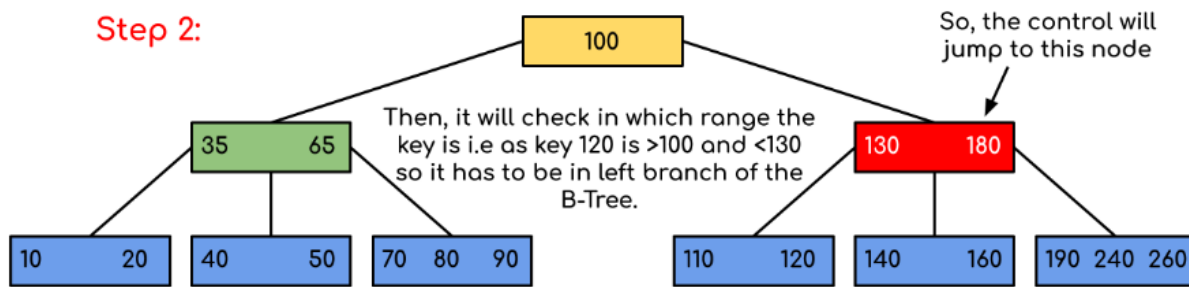 Step 2:
100
So, the control will
jump to this node
Then, it will check in which range the
key is i.e as key 120 is >100 and <130
so it has to be in left branch of the
B-Tree.
35 65
130 180
10 20
40 50
70 80 90
110 120
140 160
190 240 260